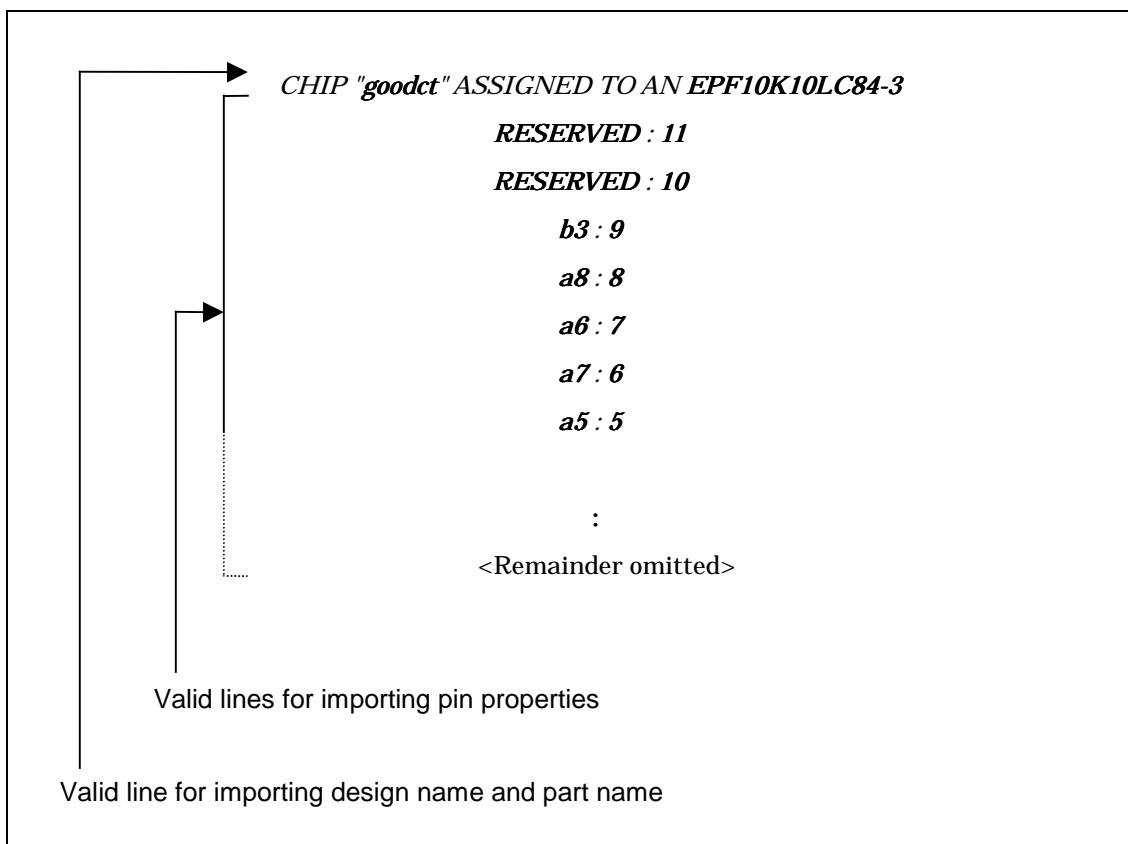 CHIP "goodct" ASSIGNED TO AN EPF10K10LC84-3
RESERVED : 11
RESERVED : 10
b3 : 9
a8 : 8
a6 : 7
a7 : 6
a5 : 5
:
<Remainder omitted>
Valid lines for importing pin properties
Valid line for importing design name and part name